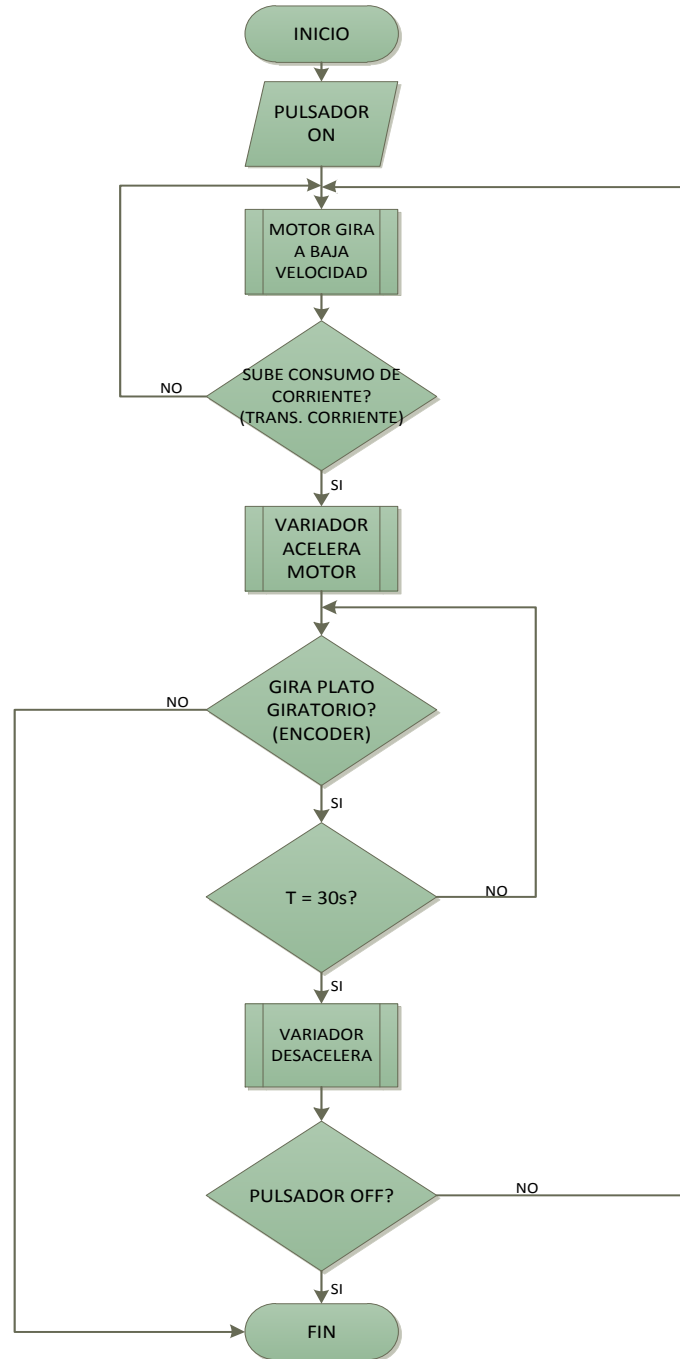 INICIO
PULSADOR
ON
MOTOR GIRA
A BAJA
VELOCIDAD
SUBE CONSUMO DE
CORRIENTE?
(TRANS. CORRIENTE)
NO
SI
VARIADOR
ACELERA
MOTOR
GIRA PLATO
GIRATORIO?
(ENCODER)
NO
SI
T = 30s?
NO
SI
VARIADOR
DESACELERA
PULSADOR OFF?
NO
SI
FIN